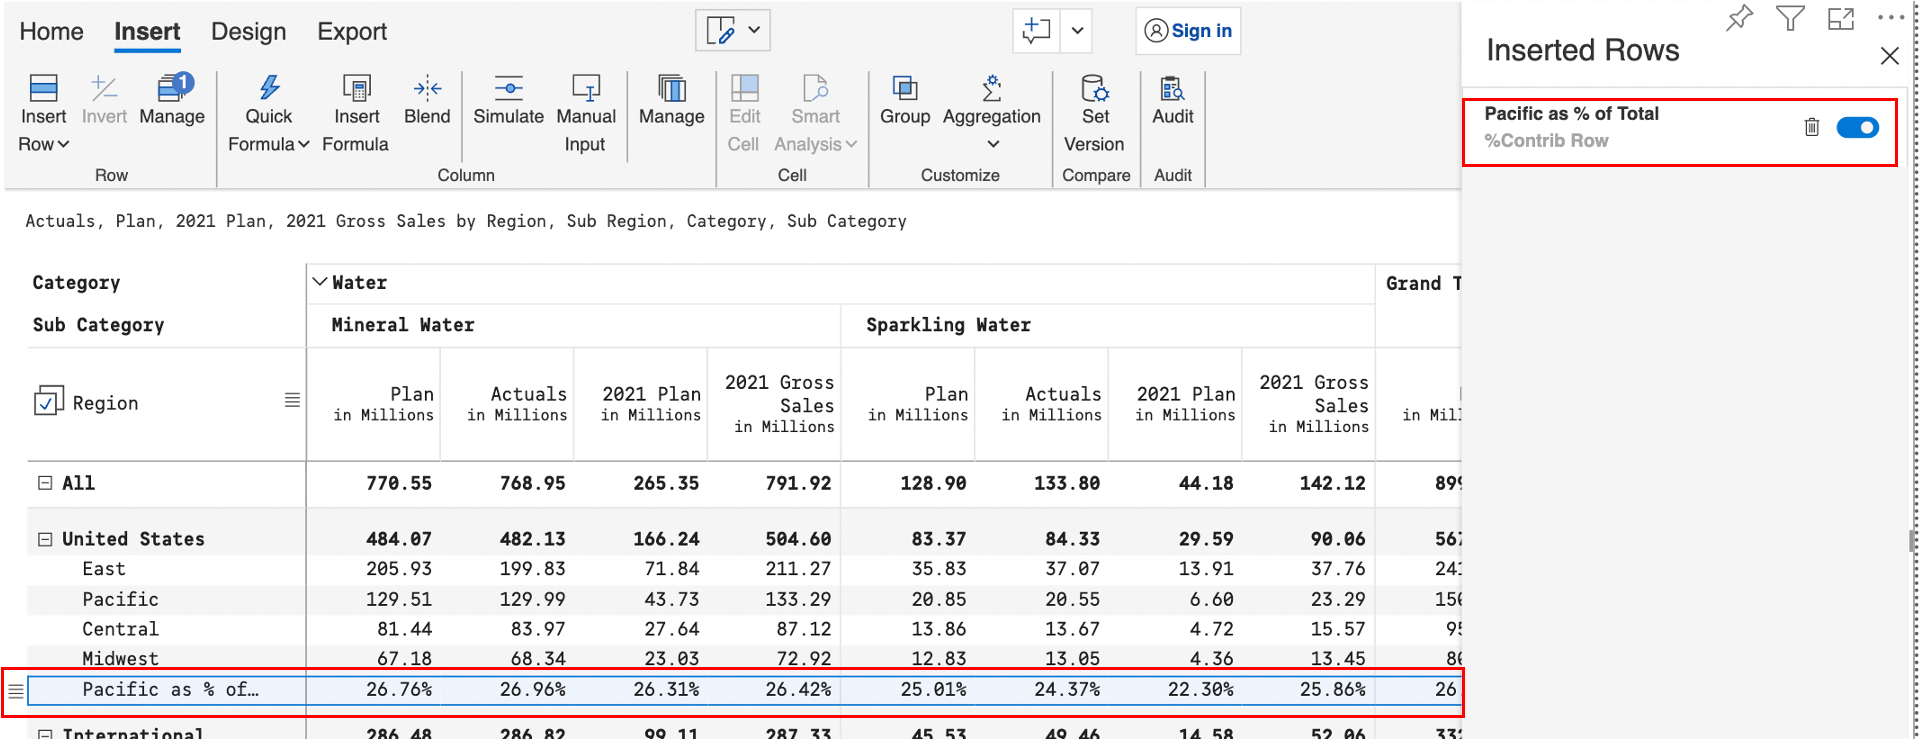 Home Insert Design Export Sign in
Inserted Rows
Insert Row Invert Manage 1 Quick Formula Insert Formula Blend Simulate Manual Input Manage Edit Cell Smart Analysis Group Aggregation Set Version Audit
Row Column Cell Customize Compare Audit
Pacific as % of Total
%Contrib Row
Actuals, Plan, 2021 Plan, 2021 Gross Sales by Region, Sub Region, Category, Sub Category
Category Water Grand T
Sub Category Mineral Water Sparkling Water
Region Plan in Millions Actuals in Millions 2021 Plan in Millions 2021 Gross Sales in Millions Plan in Millions Actuals in Millions 2021 Plan in Millions 2021 Gross Sales in Millions in Mill
All 770.55 768.95 265.35 791.92 128.90 133.80 44.18 142.12 899
United States 484.07 482.13 166.24 504.60 83.37 84.33 29.59 90.06 567
East 205.93 199.83 71.84 211.27 35.83 37.07 13.91 37.76 241
Pacific 129.51 129.99 43.73 133.29 20.85 20.55 6.60 23.29 150
Central 81.44 83.97 27.64 87.12 13.86 13.67 4.72 15.57 95
Midwest 67.18 68.34 23.03 72.92 12.83 13.05 4.36 13.45 80
Pacific as % of… 26.76% 26.96% 26.31% 26.42% 25.01% 24.37% 22.30% 25.86% 26
International 286.48 286.82 99.11 287.33 45.53 49.46 14.58 52.06 332